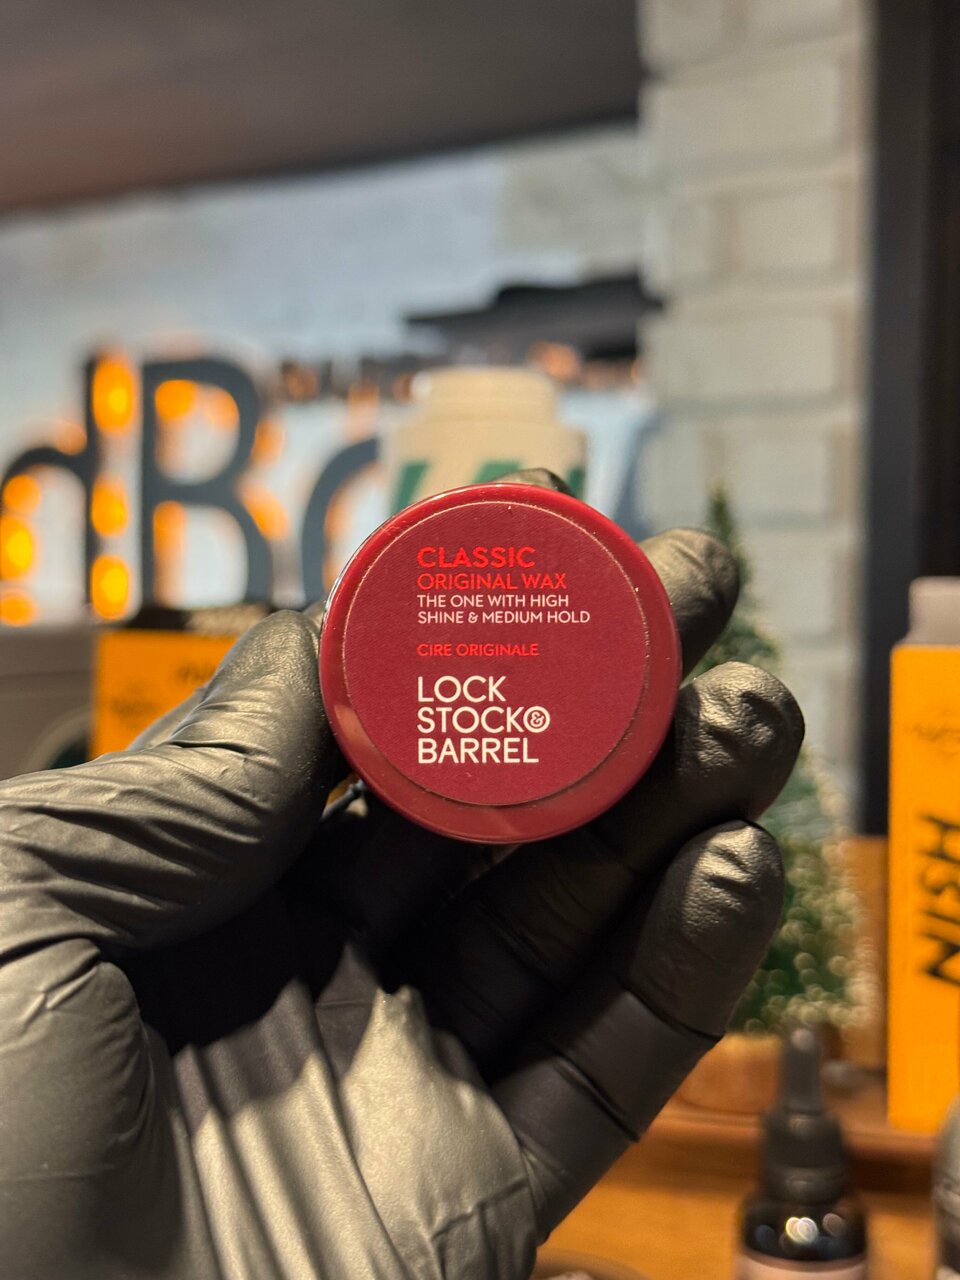 CLASSIC
ORIGINAL WAX
THE ONE WITH HIGH
SHINE & MEDIUM HOLD
CIRE ORIGINALE
LOCK
STOCK &
BARREL